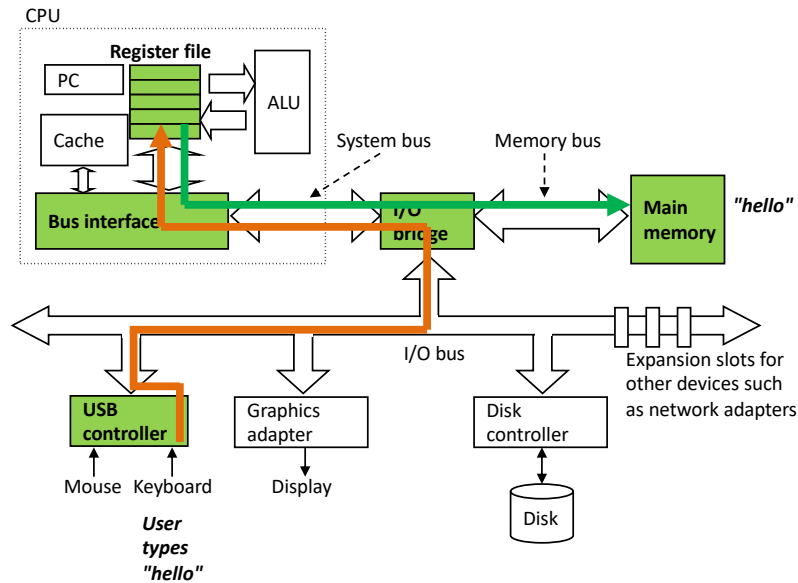 CPU
Register file
PC
ALU
Cache
System bus
Memory bus
Bus interface
I/O
bridge
Main
memory
"hello"
I/O bus
Expansion slots for
other devices such
as network adapters
USB
controller
Graphics
adapter
Disk
controller
Mouse
Keyboard
Display
User
types
"hello"
Disk